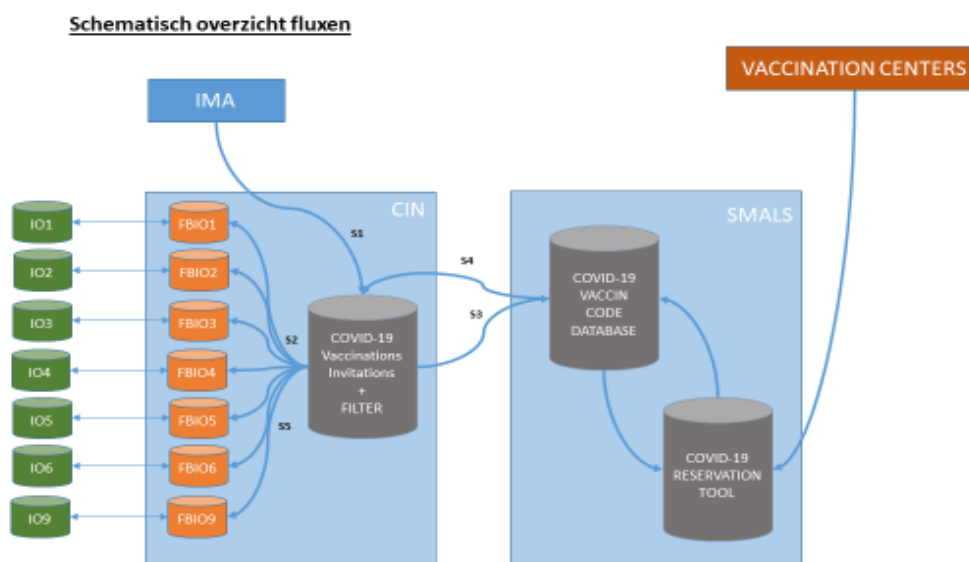 Schematisch overzicht fluxen
VACCINATION CENTERS
IMA
CIN
SMALS
IO1
FBIO1
S1
IO2
FBIO2
S4
COVID-19
VACCIN
CODE
DATABASE
IO3
FBIO3
S2
S3
COVID-19
Vaccinations
Invitations
+
FILTER
IO4
FBIO4
IO5
FBIO5
S5
IO6
FBIO6
COVID-19
RESERVATION
TOOL
IO9
FBIO9